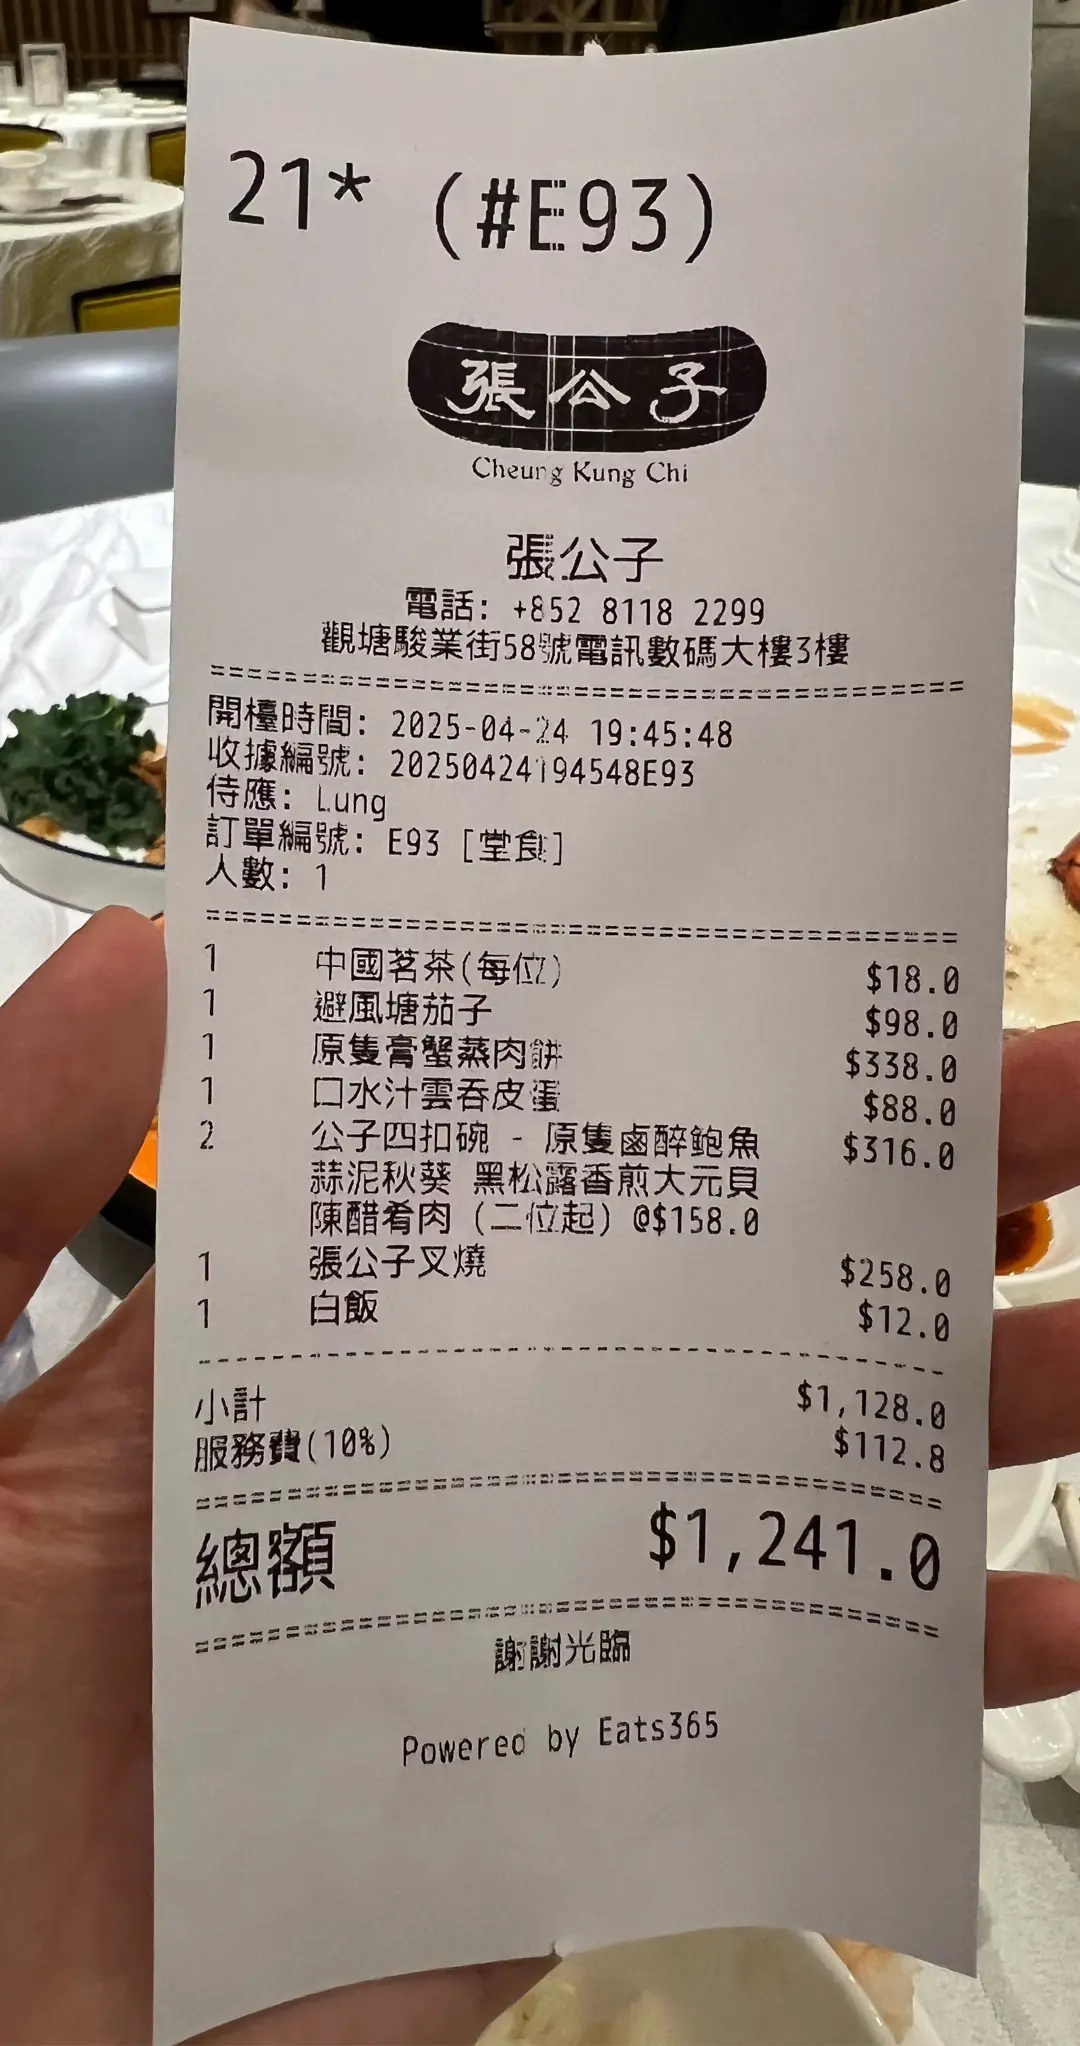 21* (#E93)
張公子
Cheung Kung Chi
張公子
電話: +852 8118 2299
觀塘駿業街58號電訊數碼大樓3樓
開檯時間: 2025-04-24 19:45:48
收據編號: 20250424194548E93
侍應: Lung
訂單編號: E93 [堂食]
人數: 1
1 中國茗茶(每位) $18.0
1 避風塘茄子 $98.0
1 原隻膏蟹蒸肉餅 $338.0
1 口水汁雲吞皮蛋 $88.0
2 公子四扣碗 - 原隻鹵醉鮑魚 $316.0
蒜泥秋葵 黑松露香煎大元貝
陳醋肴肉 (二位起) @$158.0
1 張公子叉燒 $258.0
1 白飯 $12.0
小計 $1,128.0
服務費(10%) $112.8
總額 $1,241.0
謝謝光臨
Powered by Eats365